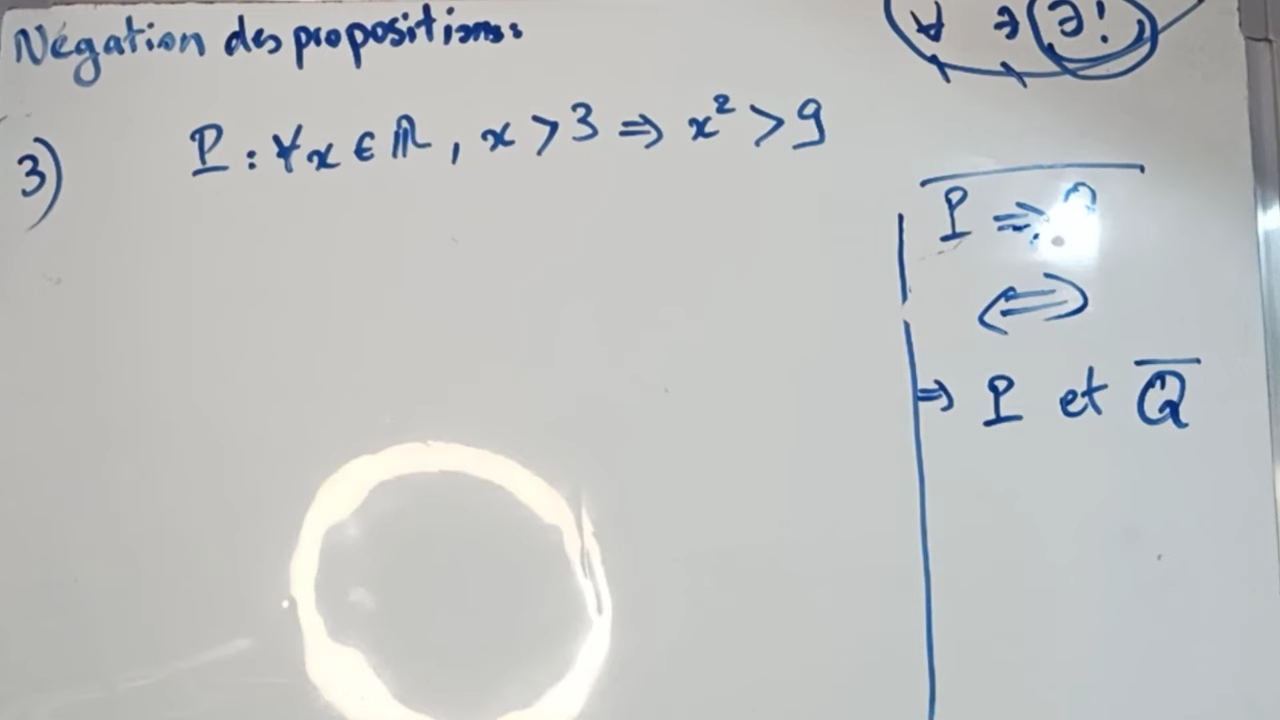 Négation des propositions:
∀ ∃ ∃!
3) P : ∀x ∈ ℝ, x > 3 ⇒ x² > 9
P ⇒
⇔
⇒ P et Q̅